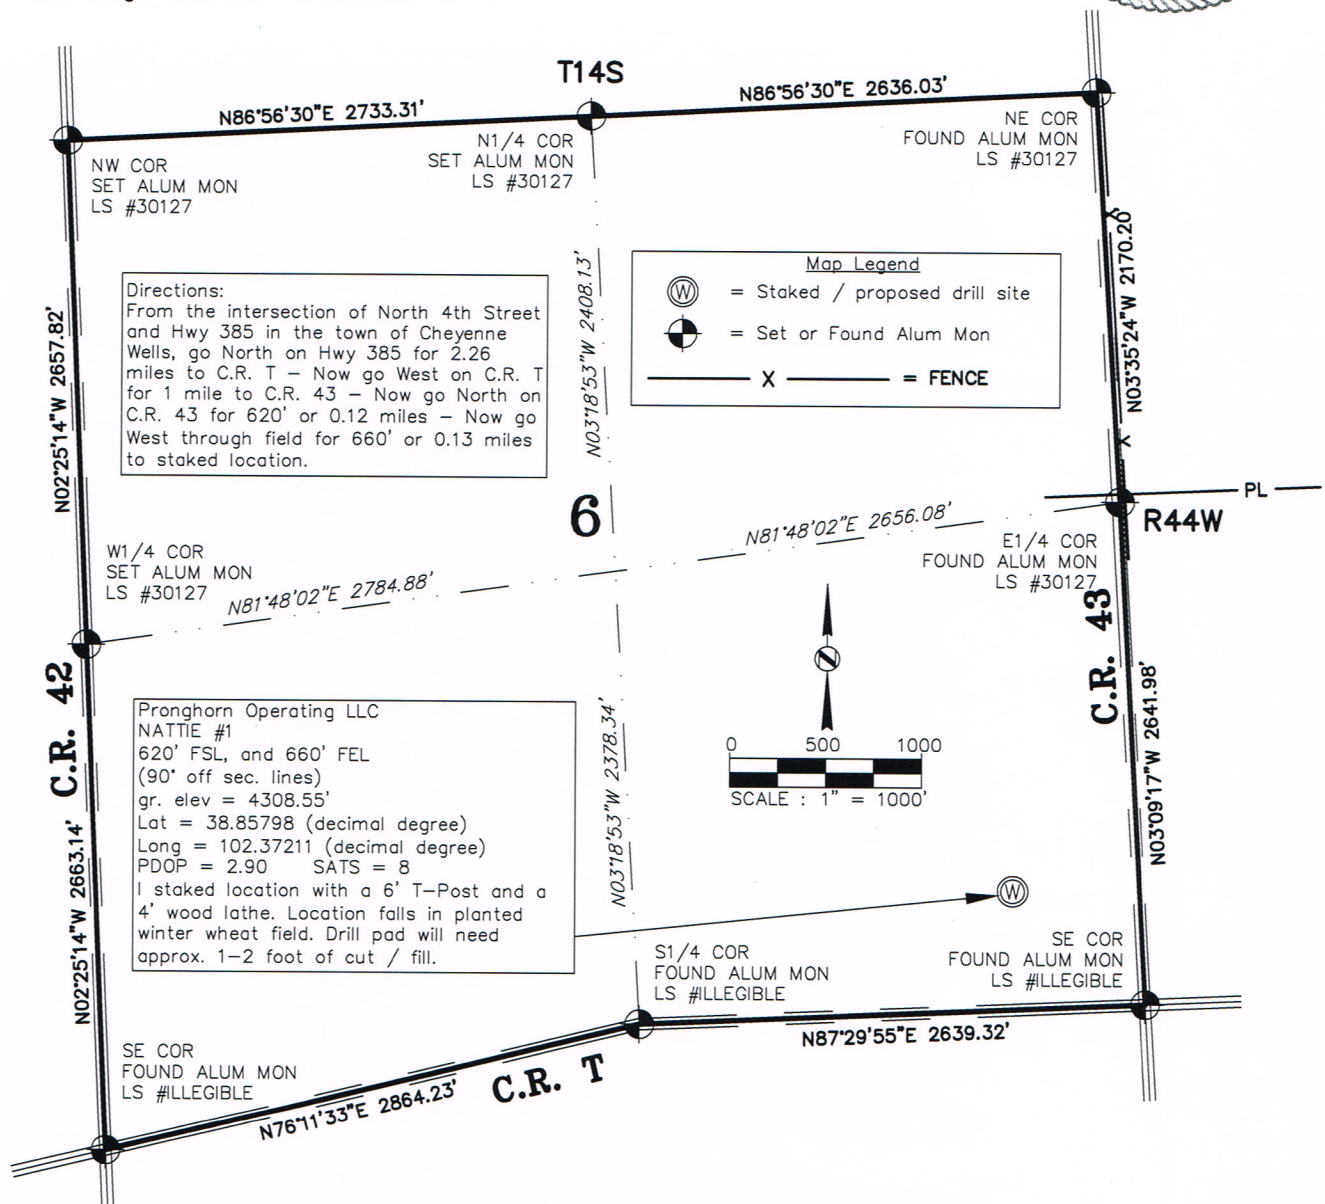 T14S
N86°56'30"E 2733.31'
N86°56'30"E 2636.03'
NW COR
SET ALUM MON
LS #30127
N1/4 COR
SET ALUM MON
LS #30127
NE COR
FOUND ALUM MON
LS #30127
N02°25'14"W 2657.82'
Directions:
From the intersection of North 4th Street
and Hwy 385 in the town of Cheyenne
Wells, go North on Hwy 385 for 2.26
miles to C.R. T – Now go West on C.R. T
for 1 mile to C.R. 43 – Now go North on
C.R. 43 for 620' or 0.12 miles – Now go
West through field for 660' or 0.13 miles
to staked location.
N03°18'53"W 2408.13'
Map Legend
W = Staked / proposed drill site
= Set or Found Alum Mon
X = FENCE
X
N03°35'24"W 2170.20'
X
6
PL
R44W
N81°48'02"E 2656.08'
E1/4 COR
FOUND ALUM MON
LS #30127
W1/4 COR
SET ALUM MON
LS #30127
N81°48'02"E 2784.88'
C.R. 42
C.R. 43
N
Pronghorn Operating LLC
NATTIE #1
620' FSL, and 660' FEL
(90° off sec. lines)
gr. elev = 4308.55'
Lat = 38.85798 (decimal degree)
Long = 102.37211 (decimal degree)
PDOP = 2.90 SATS = 8
I staked location with a 6' T-Post and a
4' wood lathe. Location falls in planted
winter wheat field. Drill pad will need
approx. 1-2 foot of cut / fill.
N03°18'53"W 2378.34'
0 500 1000
SCALE : 1" = 1000'
N03°09'17"W 2641.98'
W
N02°25'14"W 2663.14'
S1/4 COR
FOUND ALUM MON
LS #ILLEGIBLE
SE COR
FOUND ALUM MON
LS #ILLEGIBLE
N87°29'55"E 2639.32'
SE COR
FOUND ALUM MON
LS #ILLEGIBLE
C.R. T
N76°11'33"E 2864.23'